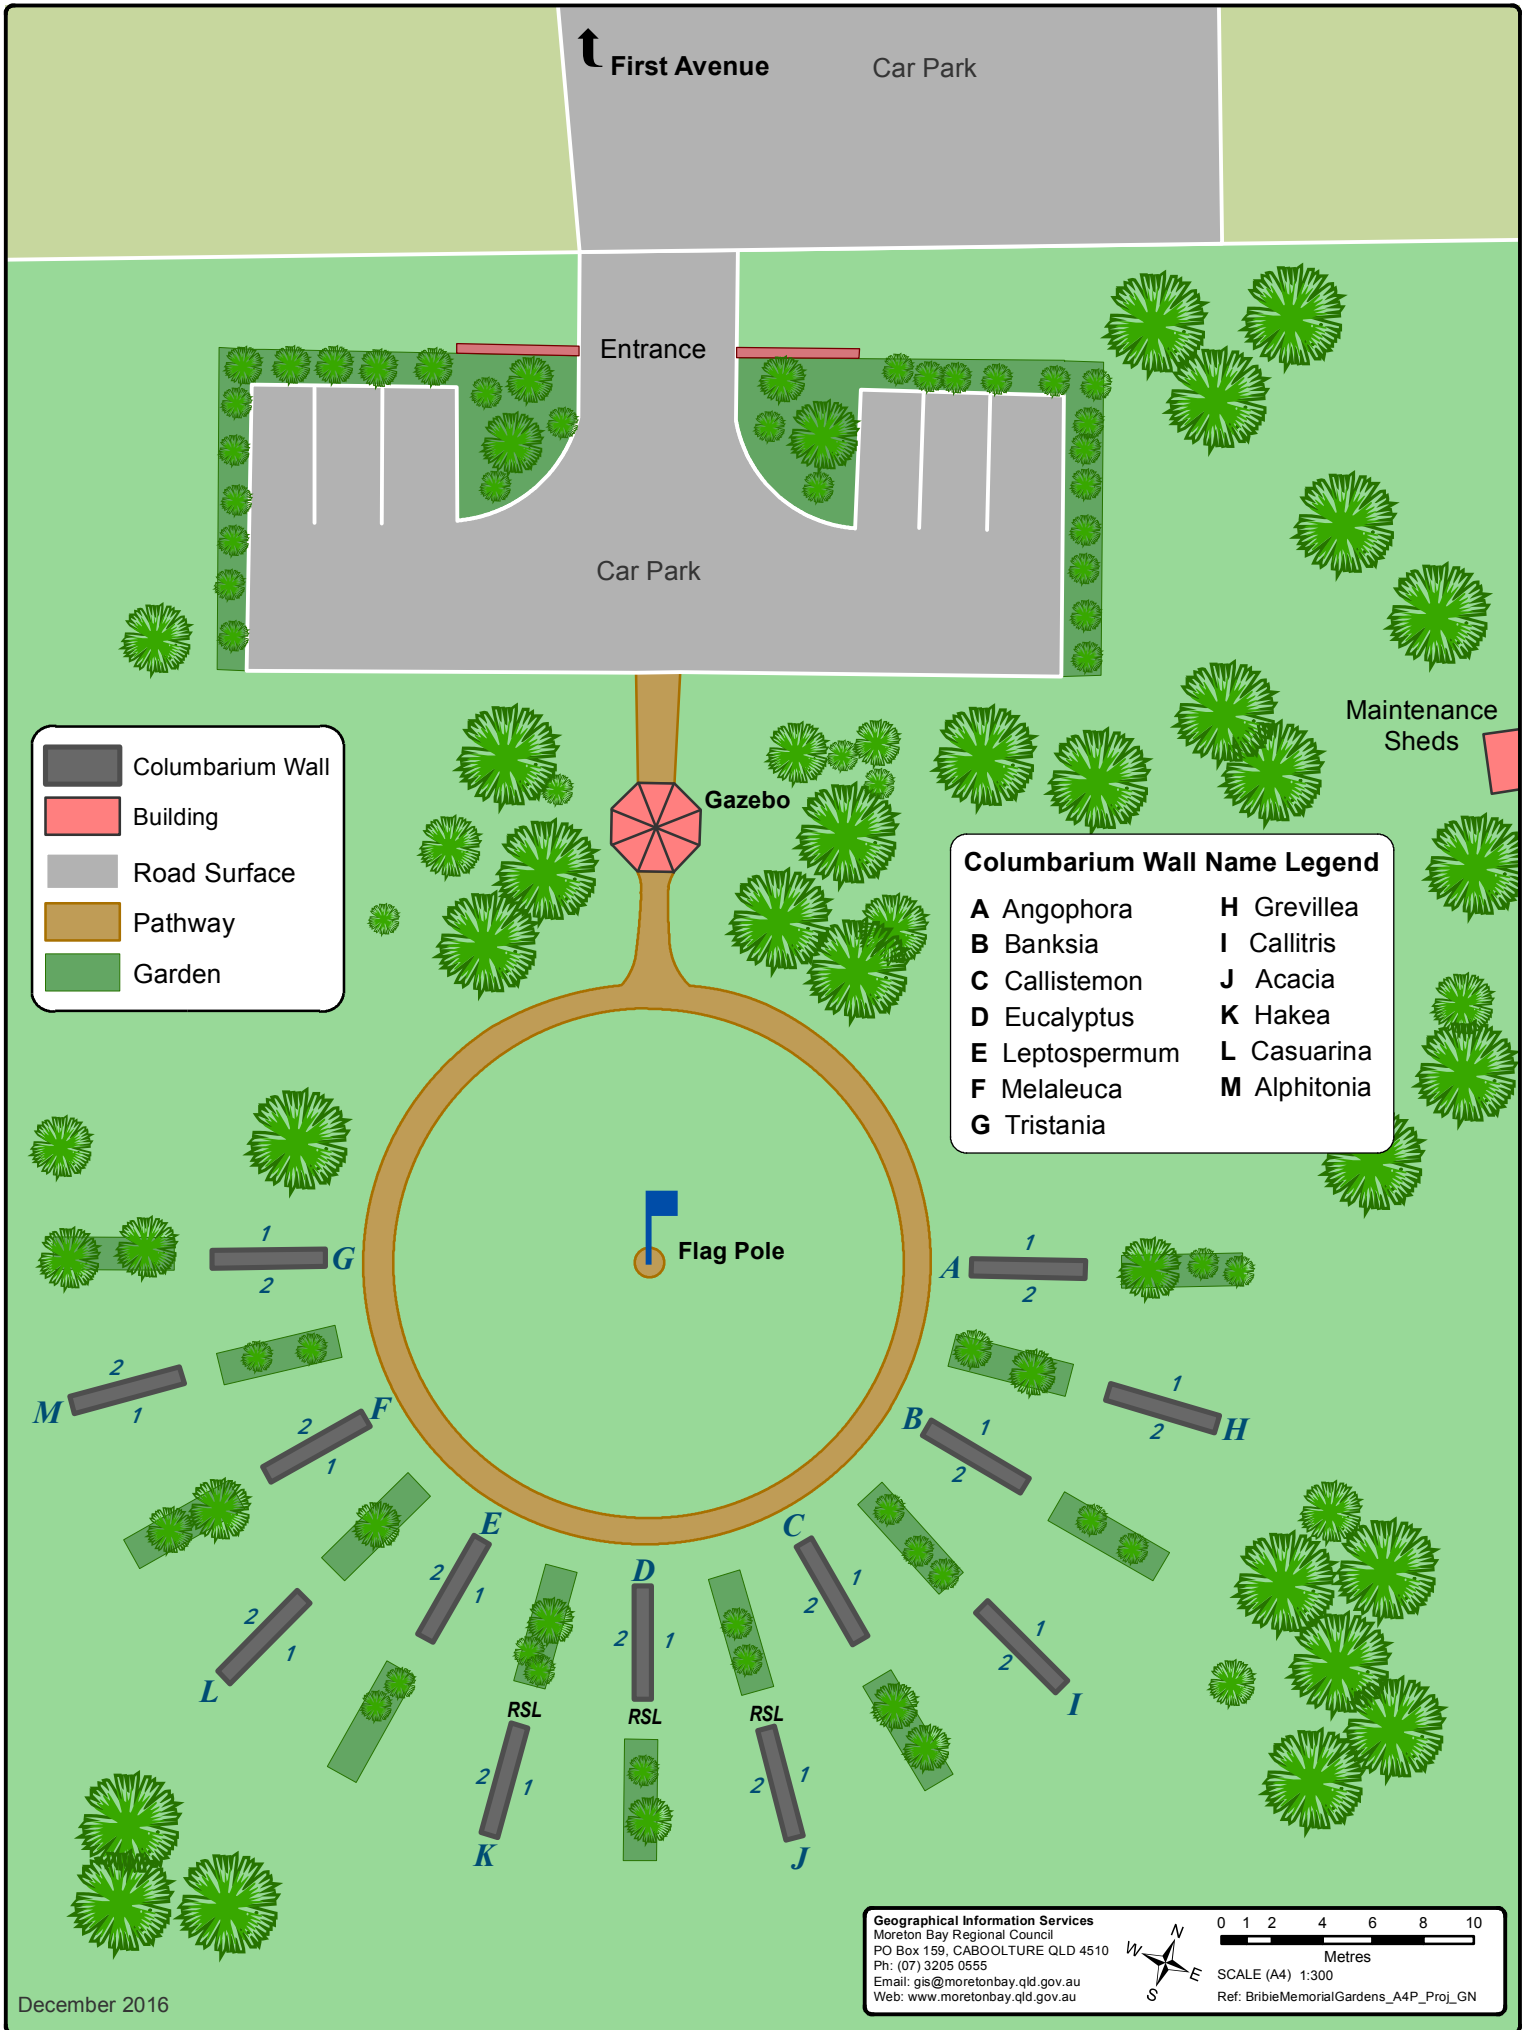 First Avenue
Car Park
Entrance
Car Park
Maintenance
Sheds
Columbarium Wall
Building
Road Surface
Pathway
Garden
Gazebo
Columbarium Wall Name Legend
A Angophora
B Banksia
C Callistemon
D Eucalyptus
E Leptospermum
F Melaleuca
G Tristania
H Grevillea
I Callitris
J Acacia
K Hakea
L Casuarina
M Alphitonia
Flag Pole
1
G
2
1
A
2
2
M
1
2
F
1
B
1
2
1
H
2
E
2
1
D
2
1
C
1
2
2
L
1
1
I
2
RSL
RSL
RSL
2
1
K
2
1
J
Geographical Information Services
Moreton Bay Regional Council
PO Box 159, CABOOLTURE QLD 4510
Ph: (07) 3205 0555
Email: gis@moretonbay.qld.gov.au
Web: www.moretonbay.qld.gov.au
N
W
E
S
0 1 2 4 6 8 10
Metres
SCALE (A4) 1:300
Ref: BribieMemorialGardens_A4P_Proj_GN
December 2016